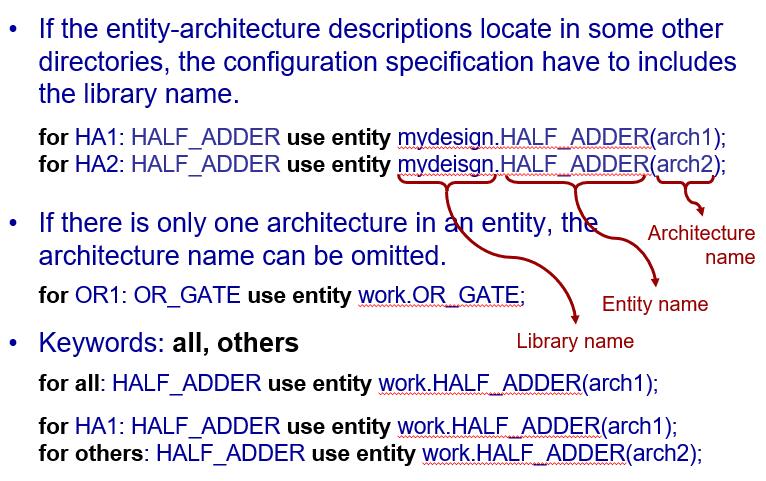 • If the entity-architecture descriptions locate in some other
directories, the configuration specification have to includes
the library name.
for HA1: HALF_ADDER use entity mydesign.HALF_ADDER(arch1);
for HA2: HALF_ADDER use entity mydeisgn.HALF_ADDER(arch2);
• If there is only one architecture in an entity, the
architecture name can be omitted.
Architecture
name
for OR1: OR_GATE use entity work.OR_GATE;
Entity name
Library name
• Keywords: all, others
for all: HALF_ADDER use entity work.HALF_ADDER(arch1);
for HA1: HALF_ADDER use entity work.HALF_ADDER(arch1);
for others: HALF_ADDER use entity work.HALF_ADDER(arch2);